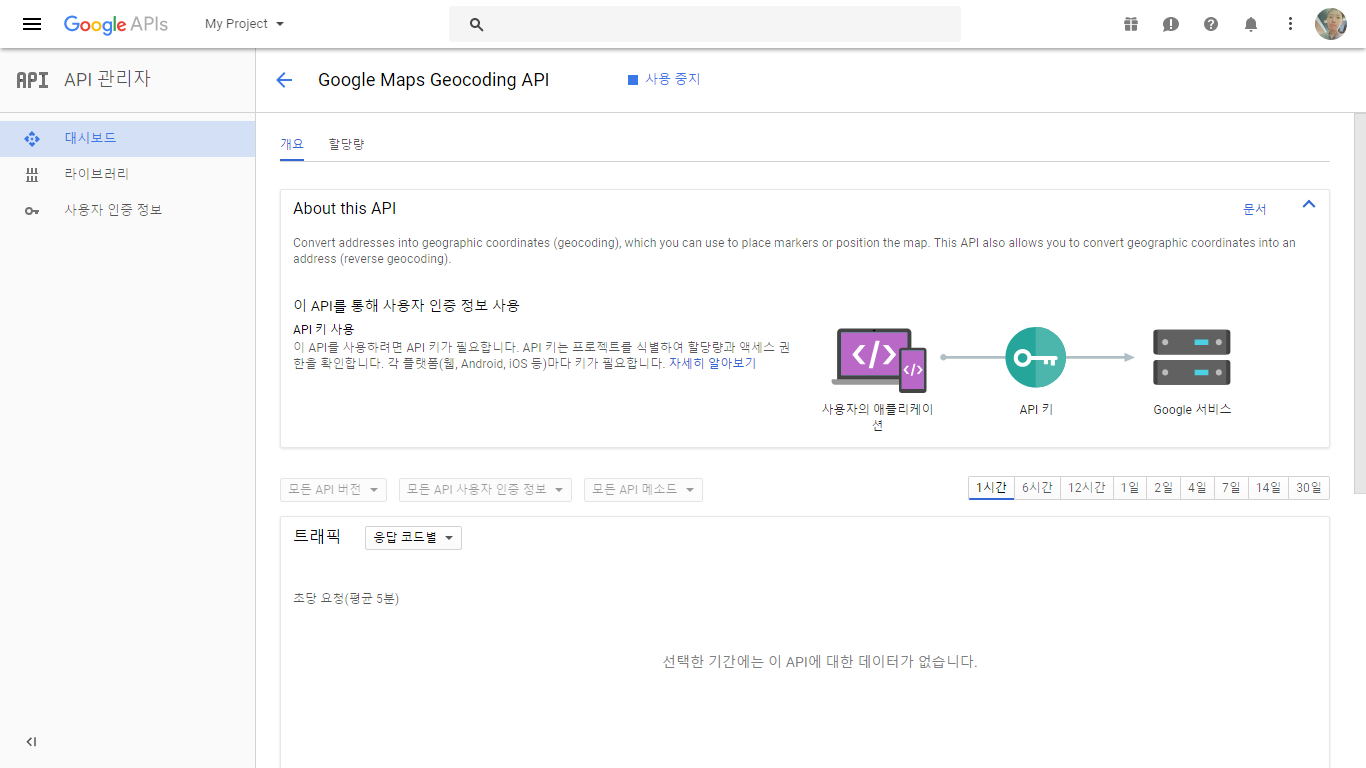 Google APIs
My Project
API
API 관리자
Google Maps Geocoding API
사용 중지
대시보드
라이브러리
사용자 인증 정보
개요
할당량
About this API
문서
Convert addresses into geographic coordinates (geocoding), which you can use to place markers or position the map. This API also allows you to convert geographic coordinates into an
address (reverse geocoding).
이 API를 통해 사용자 인증 정보 사용
API 키 사용
이 API를 사용하려면 API 키가 필요합니다. API 키는 프로젝트를 식별하여 할당량과 액세스 권
한을 확인합니다. 각 플랫폼(웹, Android, iOS 등)마다 키가 필요합니다. 자세히 알아보기
</>
</>
사용자의 애플리케이
션
API 키
Google 서비스
모든 API 버전
모든 API 사용자 인증 정보
모든 API 메소드
1시간
6시간
12시간
1일
2일
4일
7일
14일
30일
트래픽
응답 코드별
초당 요청(평균 5분)
선택한 기간에는 이 API에 대한 데이터가 없습니다.